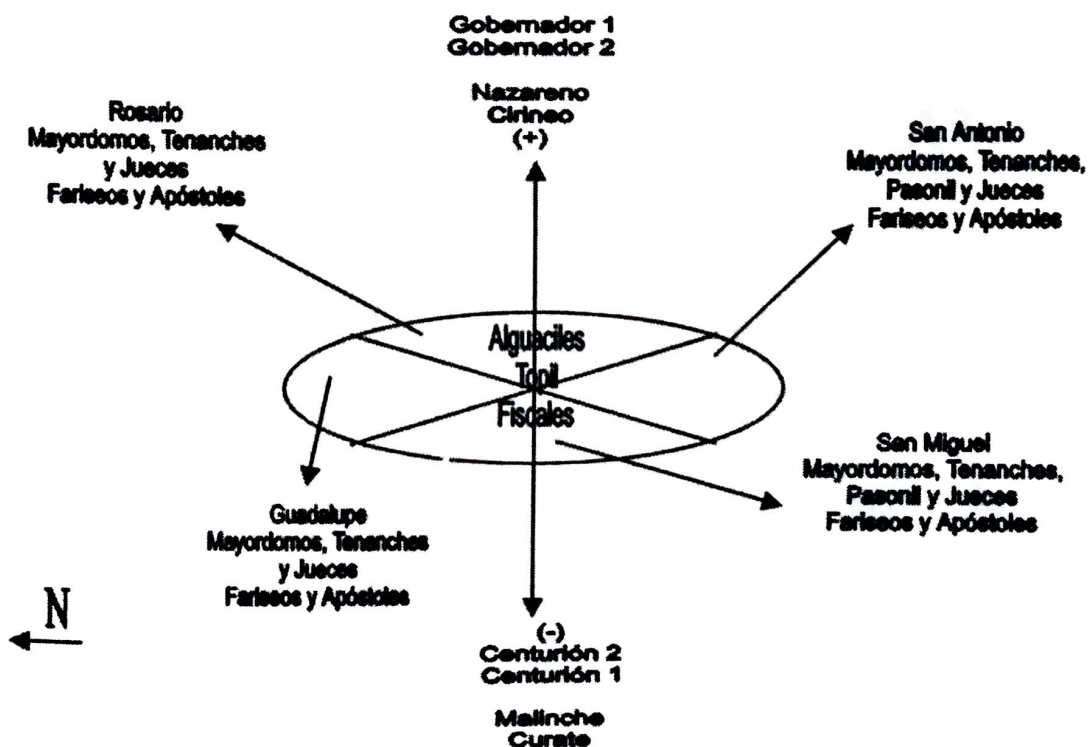 Gobernador 1
Gobernador 2
Nazareno
Cirineo
(+)
Rosario
Mayordomos, Tenanches
y Jueces
Fariseos y Apóstoles
San Antonio
Mayordomos, Tenanches,
Pasonil y Jueces
Fariseos y Apóstoles
Alguaciles
Topil
Fiscales
San Miguel
Mayordomos, Tenanches,
Pasonil y Jueces
Fariseos y Apóstoles
Guadalupe
Mayordomos, Tenanches
y Jueces
Fariseos y Apóstoles
N
(-)
Centurión 2
Centurión 1
Malinche
Curate